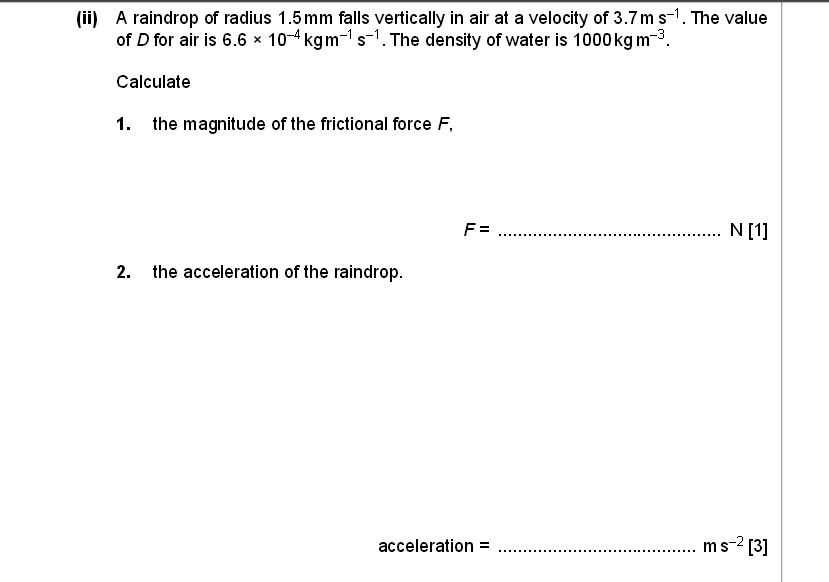 (ii) A raindrop of radius 1.5 mm falls vertically in air at a velocity of 3.7 m s⁻¹. The value
of D for air is 6.6 × 10⁻⁴ kg m⁻¹ s⁻¹. The density of water is 1000 kg m⁻³.
Calculate
1. the magnitude of the frictional force F,
F = ............................................. N [1]
2. the acceleration of the raindrop.
acceleration = ........................................ m s⁻² [3]